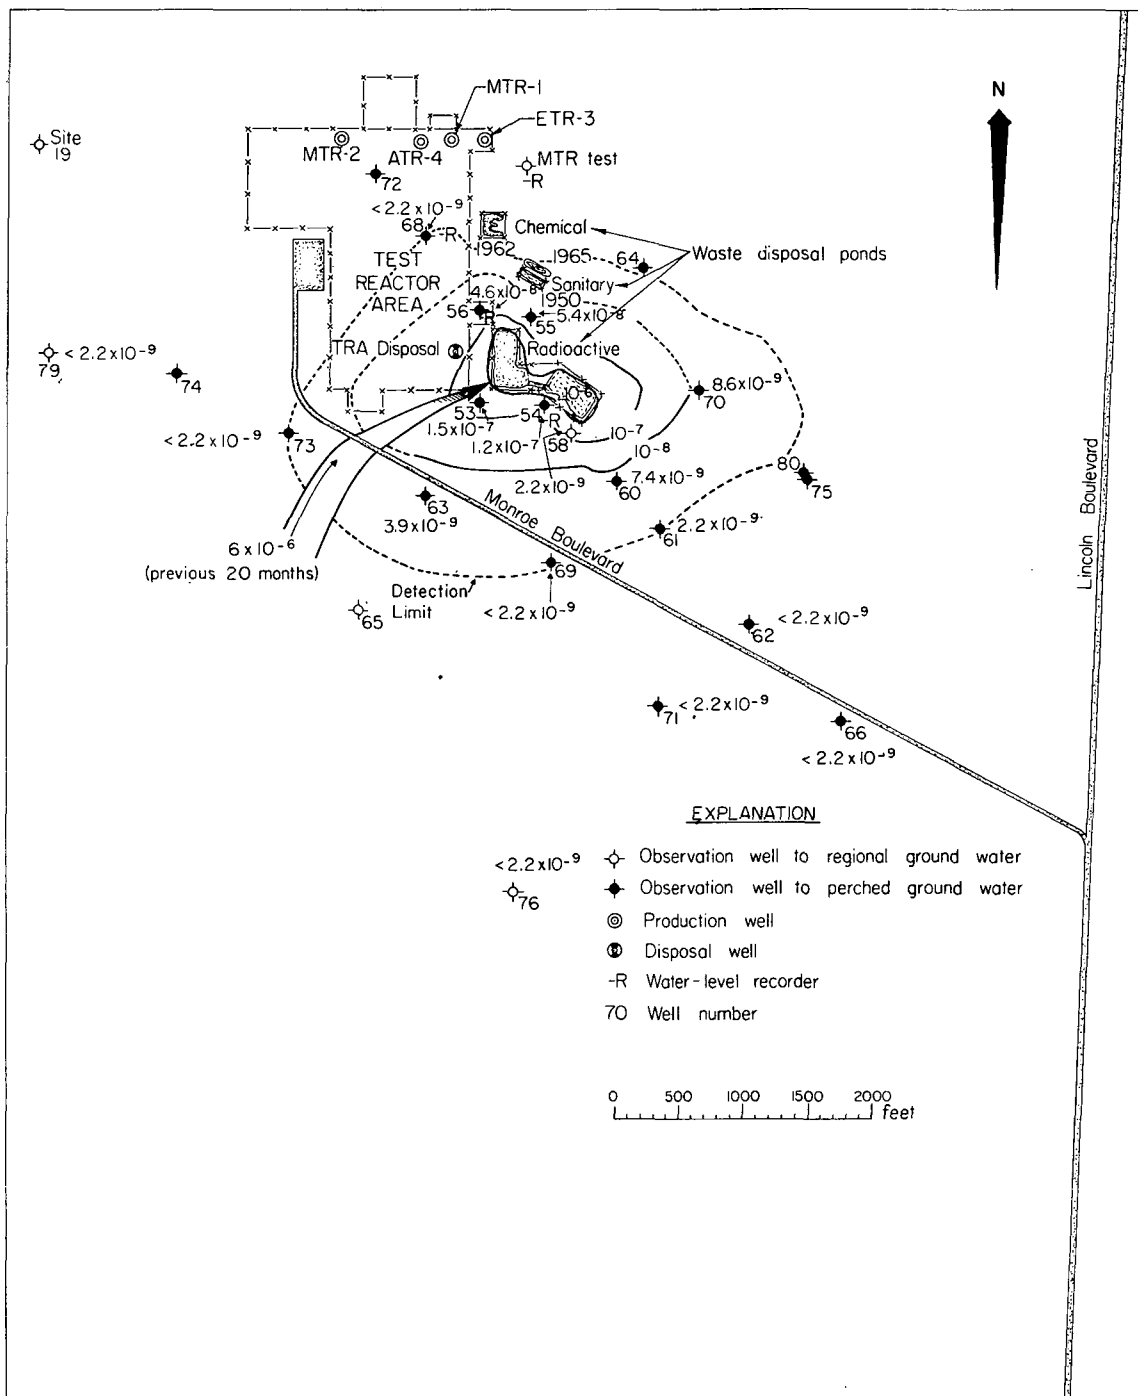 N
MTR-1
ETR-3
Site
19
MTR-2
ATR-4
MTR test
-R
72
< 2.2 x 10⁻⁹
68
-R
Chemical
1962
1965
64
Waste disposal ponds
TEST
REACTOR
AREA
Sanitary
4.6 x 10⁻⁸
1950
56
R
55
5.4 x 10⁻⁸
TRA Disposal
Radioactive
79
< 2.2 x 10⁻⁹
74
8.6 x 10⁻⁹
70
53
54
R
1.5 x 10⁻⁷
1.2 x 10⁻⁷
58
10⁻⁷
10⁻⁸
< 2.2 x 10⁻⁹
73
80
75
2.2 x 10⁻⁹
60
7.4 x 10⁻⁹
63
3.9 x 10⁻⁹
Monroe Boulevard
61
2.2 x 10⁻⁹
Lincoln Boulevard
6 x 10⁻⁶
(previous 20 months)
69
Detection
Limit
65
< 2.2 x 10⁻⁹
62
< 2.2 x 10⁻⁹
71
< 2.2 x 10⁻⁹
66
< 2.2 x 10⁻⁹
EXPLANATION
Observation well to regional ground water
Observation well to perched ground water
Production well
Disposal well
-R Water-level recorder
70 Well number
< 2.2 x 10⁻⁹
76
0 500 1000 1500 2000
feet